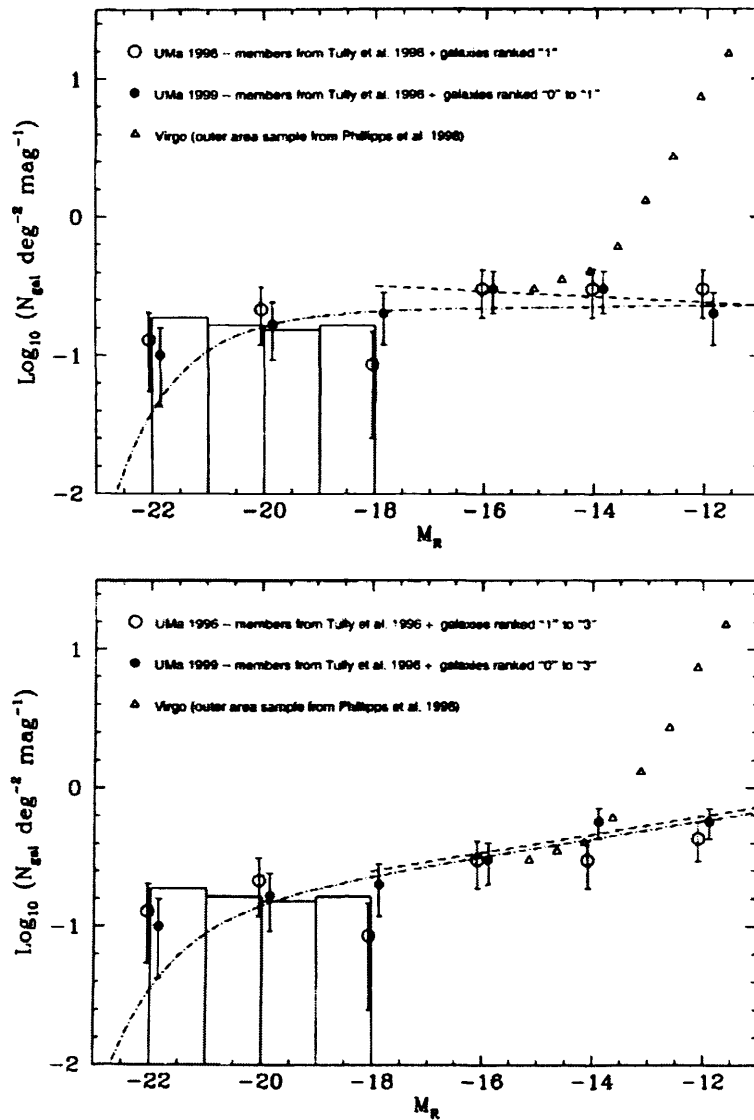 UMa 1996 – members from Tully et al. 1996 + galaxies ranked "1"
UMa 1999 – members from Tully et al. 1996 + galaxies ranked "0" to "1"
Virgo (outer area sample from Phillipps et al. 1998)
Log10 (Ngal deg−2 mag−1)
1
0
−1
−2
−22 −20 −18 −16 −14 −12
MR
UMa 1996 – members from Tully et al. 1996 + galaxies ranked "1" to "3"
UMa 1999 – members from Tully et al. 1996 + galaxies ranked "0" to "3"
Virgo (outer area sample from Phillipps et al. 1998)
Log10 (Ngal deg−2 mag−1)
1
0
−1
−2
−22 −20 −18 −16 −14 −12
MR